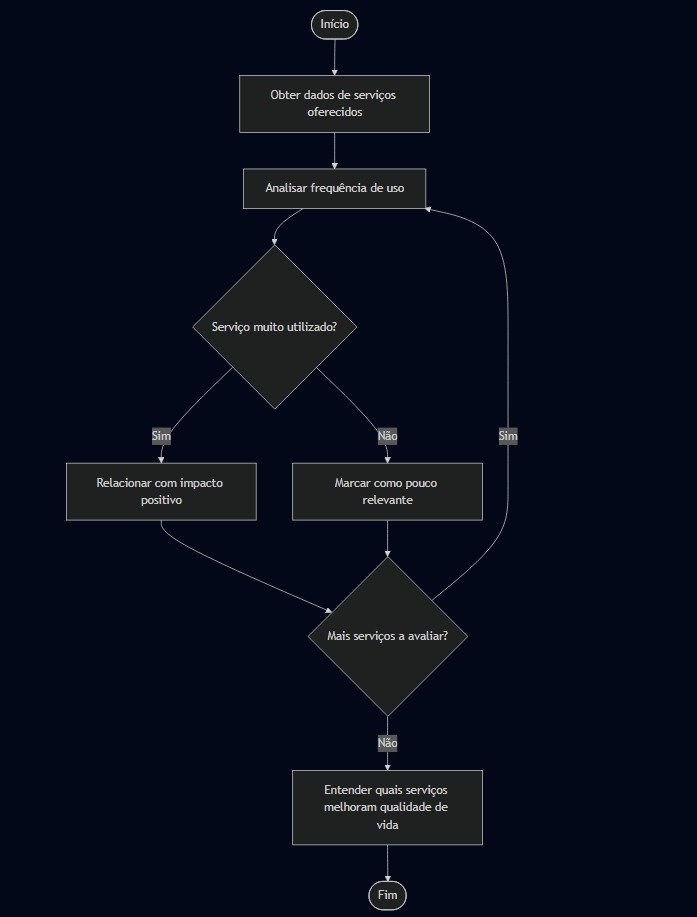 Início
Obter dados de serviços
oferecidos
Analisar frequência de uso
Serviço muito utilizado?
Sim
Não
Sim
Relacionar com impacto
positivo
Marcar como pouco
relevante
Mais serviços a avaliar?
Não
Entender quais serviços
melhoram qualidade de
vida
Fim